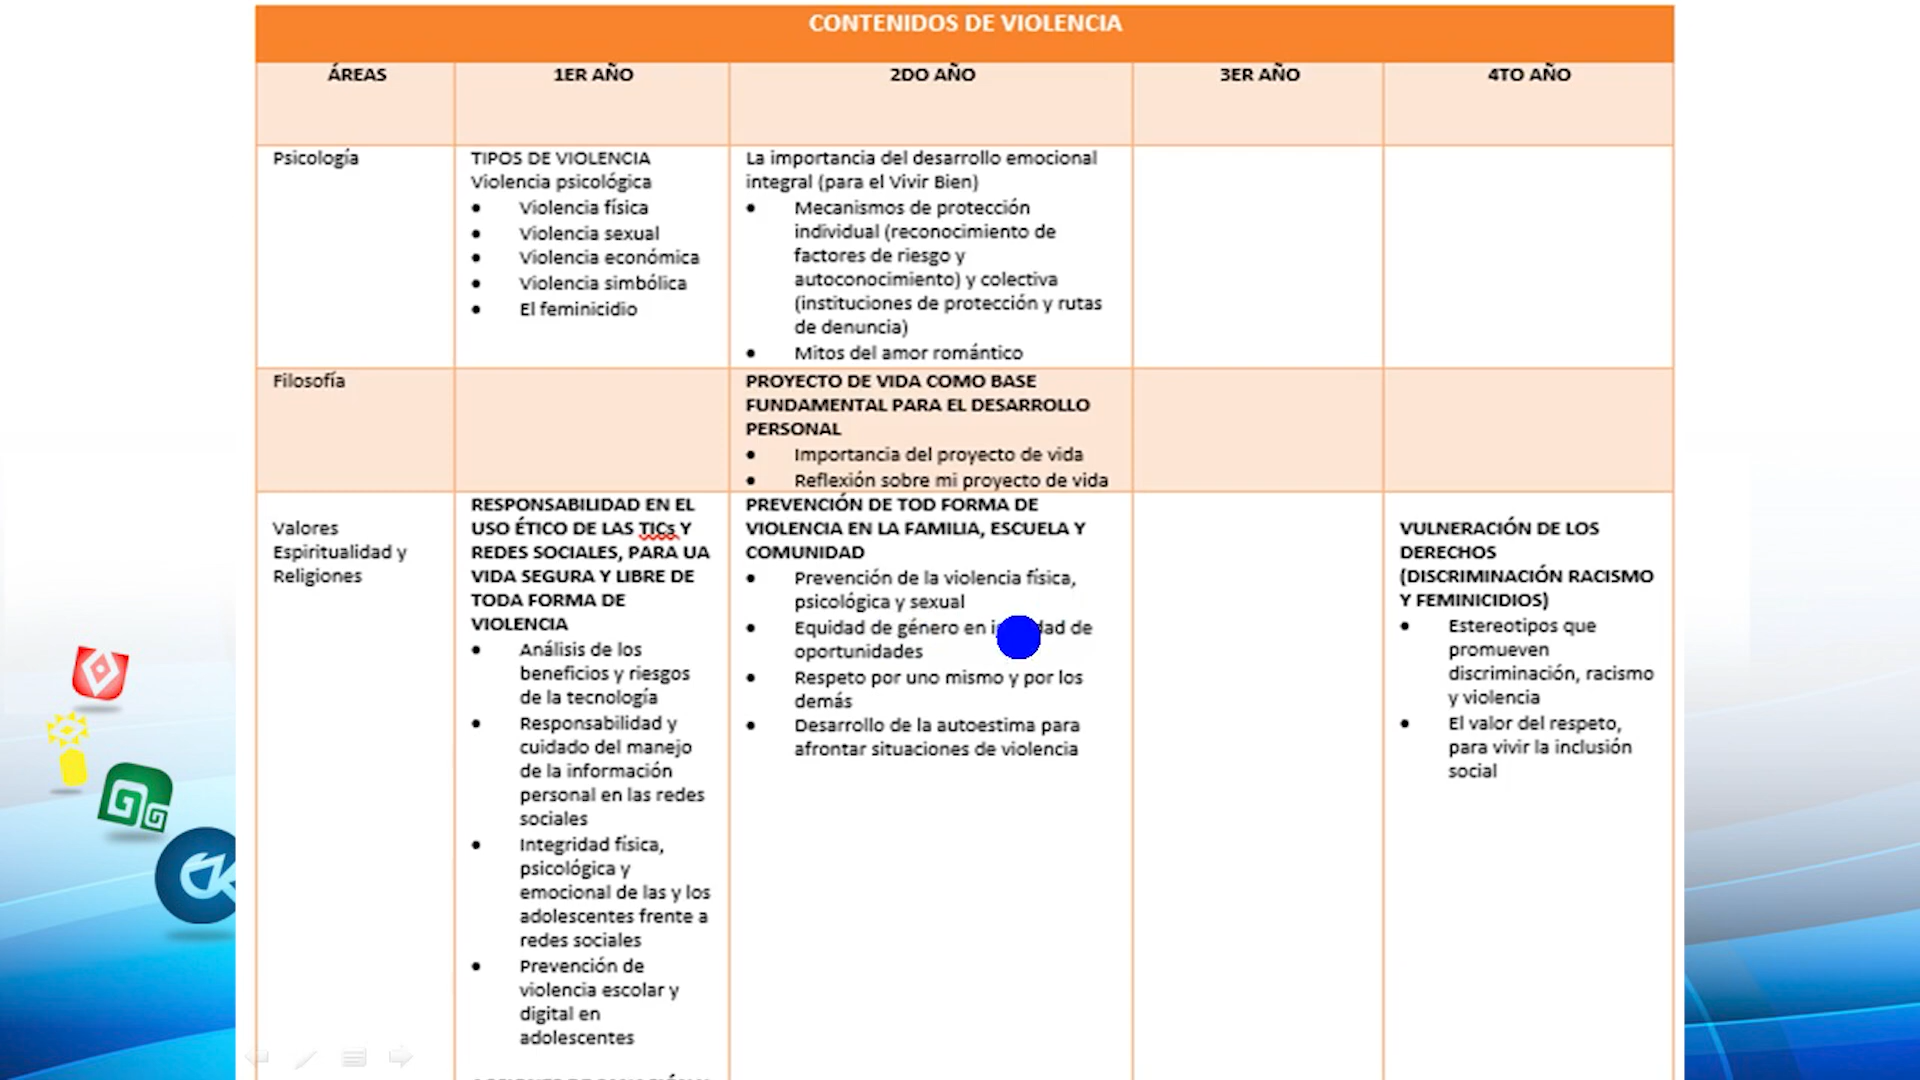 CONTENIDOS DE VIOLENCIA
ÁREAS
1ER AÑO
2DO AÑO
3ER AÑO
4TO AÑO
Psicología
TIPOS DE VIOLENCIA
Violencia psicológica
• Violencia física
• Violencia sexual
• Violencia económica
• Violencia simbólica
• El feminicidio
La importancia del desarrollo emocional
integral (para el Vivir Bien)
• Mecanismos de protección
individual (reconocimiento de
factores de riesgo y
autoconocimiento) y colectiva
(instituciones de protección y rutas
de denuncia)
• Mitos del amor romántico
Filosofía
PROYECTO DE VIDA COMO BASE
FUNDAMENTAL PARA EL DESARROLLO
PERSONAL
• Importancia del proyecto de vida
• Reflexión sobre mi proyecto de vida
Valores
Espiritualidad y
Religiones
RESPONSABILIDAD EN EL
USO ÉTICO DE LAS TICs Y
REDES SOCIALES, PARA UA
VIDA SEGURA Y LIBRE DE
TODA FORMA DE
VIOLENCIA
• Análisis de los
beneficios y riesgos
de la tecnología
• Responsabilidad y
cuidado del manejo
de la información
personal en las redes
sociales
• Integridad física,
psicológica y
emocional de las y los
adolescentes frente a
redes sociales
• Prevención de
violencia escolar y
digital en
adolescentes
PREVENCIÓN DE TOD FORMA DE
VIOLENCIA EN LA FAMILIA, ESCUELA Y
COMUNIDAD
• Prevención de la violencia física,
psicológica y sexual
• Equidad de género en de
oportunidades
• Respeto por uno mismo y por los
demás
• Desarrollo de la autoestima para
afrontar situaciones de violencia
VULNERACIÓN DE LOS
DERECHOS
(DISCRIMINACIÓN RACISMO
Y FEMINICIDIOS)
• Estereotipos que
promueven
discriminación, racismo
y violencia
• El valor del respeto,
para vivir la inclusión
social